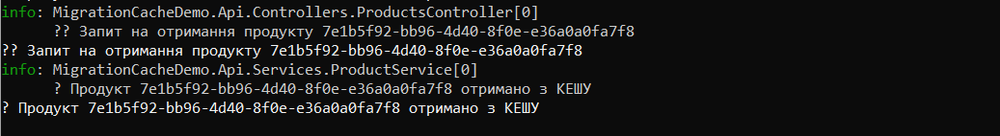 info: MigrationCacheDemo.Api.Controllers.ProductsController[0]
?? Запит на отримання продукту 7e1b5f92-bb96-4d40-8f0e-e36a0a0fa7f8
?? Запит на отримання продукту 7e1b5f92-bb96-4d40-8f0e-e36a0a0fa7f8
info: MigrationCacheDemo.Api.Services.ProductService[0]
? Продукт 7e1b5f92-bb96-4d40-8f0e-e36a0a0fa7f8 отримано з КЕШУ
? Продукт 7e1b5f92-bb96-4d40-8f0e-e36a0a0fa7f8 отримано з КЕШУ